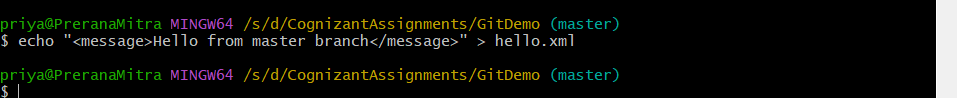 priya@PreranaMitra MINGW64 /s/d/CognizantAssignments/GitDemo (master)
$ echo "<message>Hello from master branch</message>" > hello.xml
priya@PreranaMitra MINGW64 /s/d/CognizantAssignments/GitDemo (master)
$